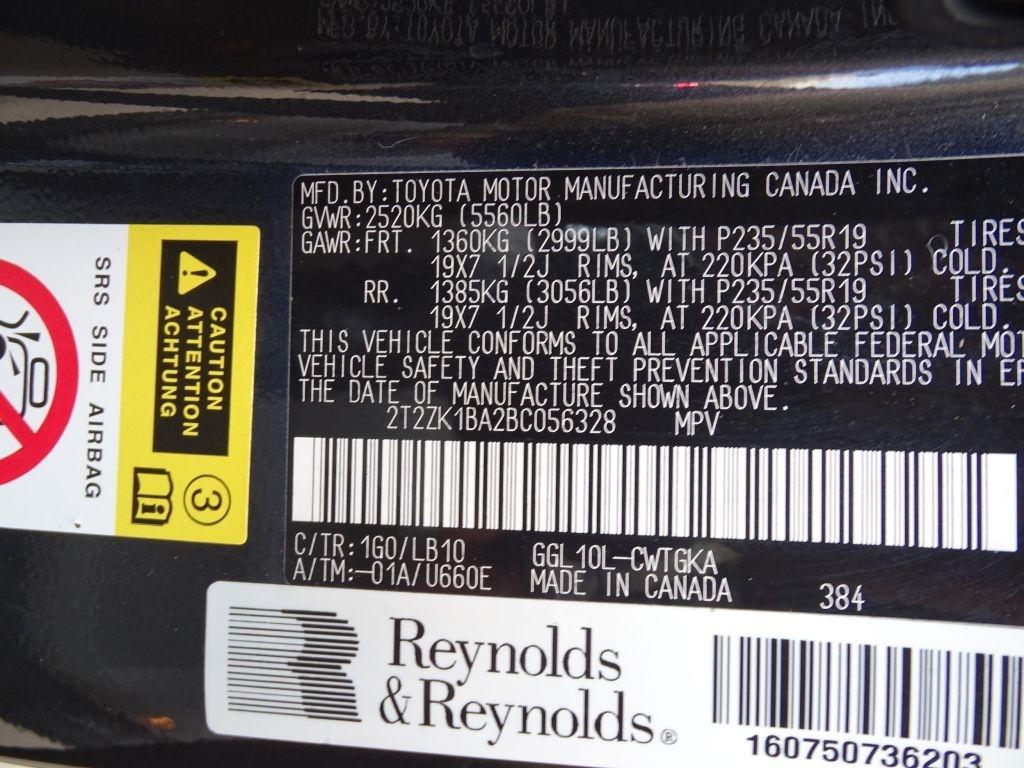 MFD.BY:TOYOTA MOTOR MANUFACTURING CANADA INC.
GVWR:2520KG (5560LB)
GAWR:FRT. 1360KG (2999LB) WITH P235/55R19 TIRES
19X7 1/2J RIMS, AT 220KPA (32PSI) COLD.
RR. 1385KG (3056LB) WITH P235/55R19 TIRES
19X7 1/2J RIMS, AT 220KPA (32PSI) COLD.
THIS VEHICLE CONFORMS TO ALL APPLICABLE FEDERAL MOT
VEHICLE SAFETY AND THEFT PREVENTION STANDARDS IN EF
THE DATE OF MANUFACTURE SHOWN ABOVE.
2T2ZK1BA2BC056328 MPV
C/TR:1G0/LB10 GGL10L-CWTGKA
A/TM:-01A/U660E MADE IN CANADA 384
CAUTION
ATTENTION
ACHTUNG
3
SRS SIDE AIRBAG
Reynolds
&Reynolds®
160750736203